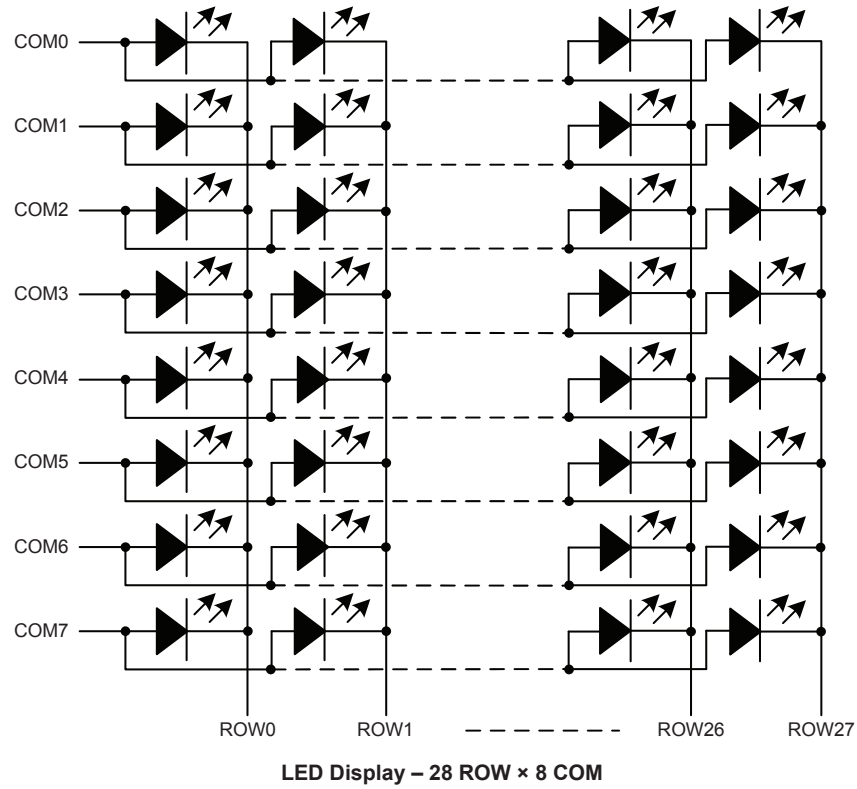 COM0
COM1
COM2
COM3
COM4
COM5
COM6
COM7
ROW0 ROW1 ROW26 ROW27
LED Display – 28 ROW × 8 COM